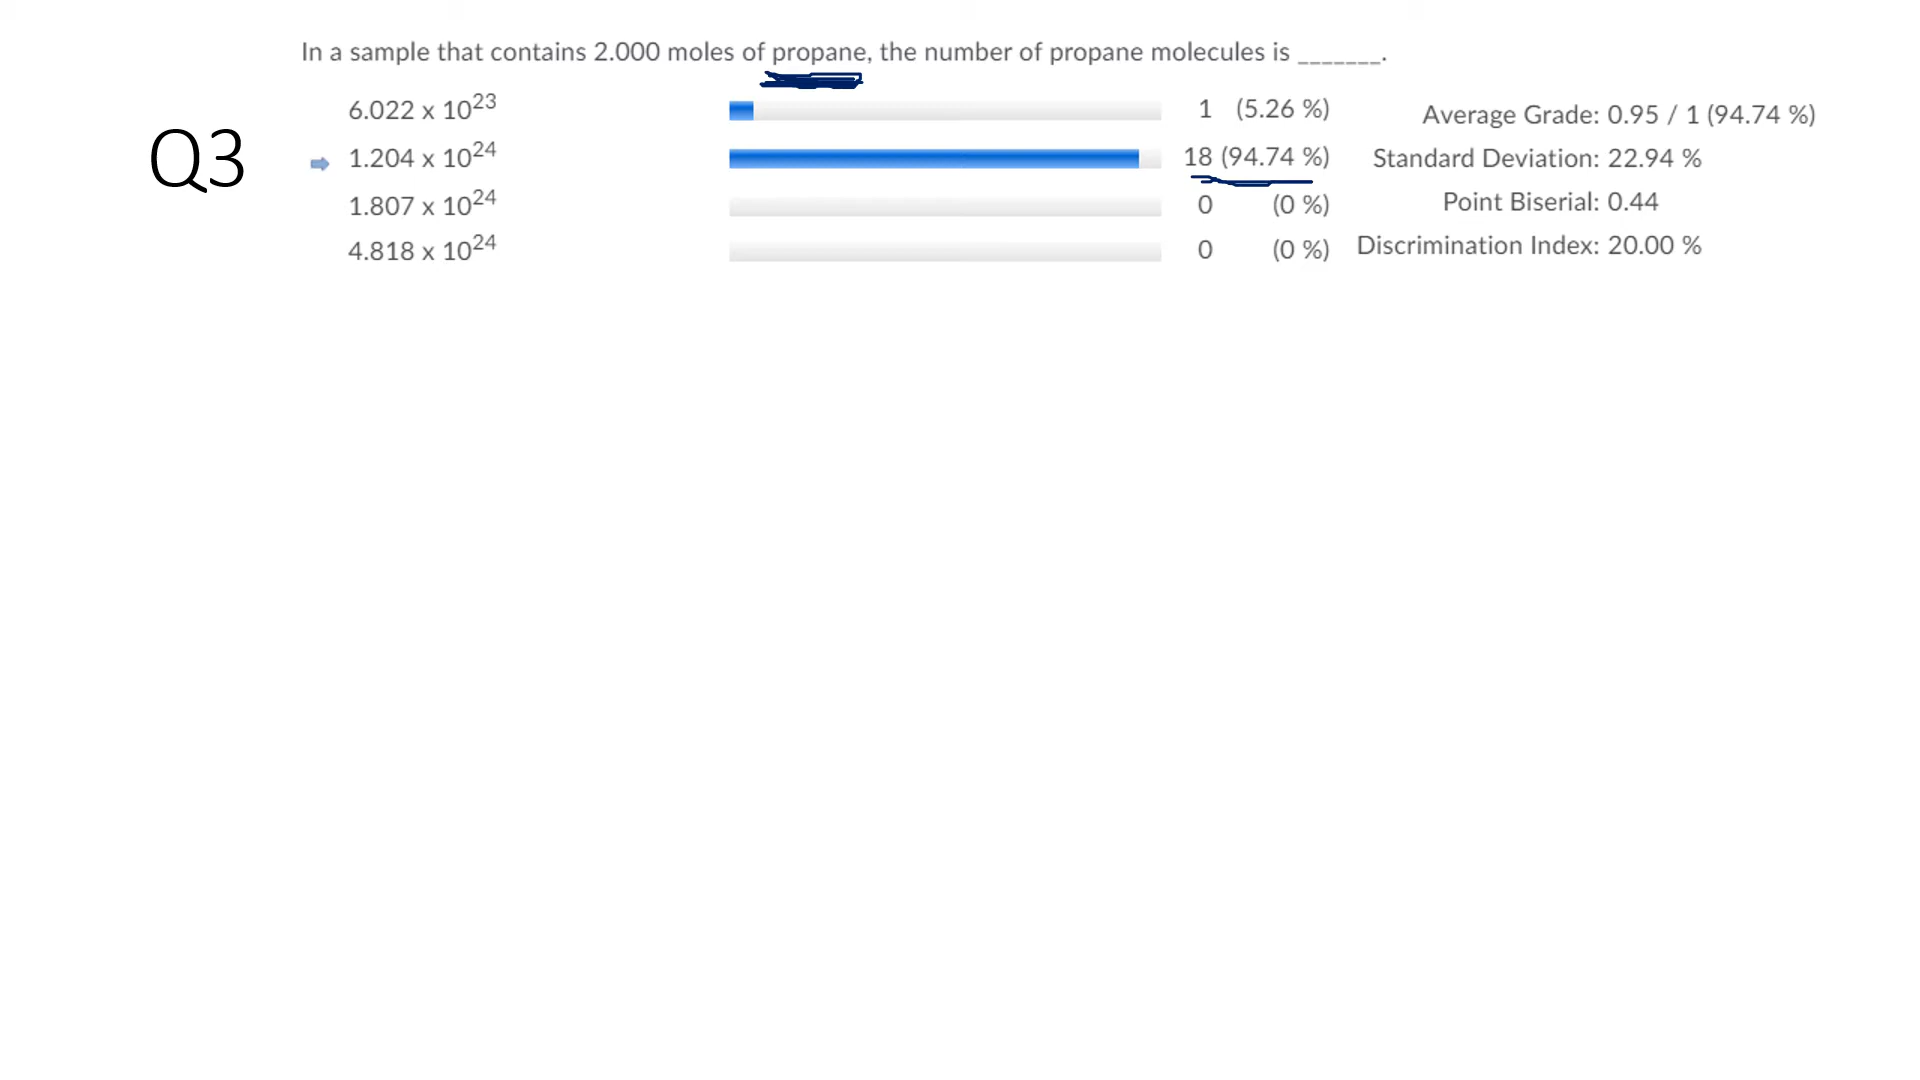 In a sample that contains 2.000 moles of propane, the number of propane molecules is _______.
Q3
6.022 x 10²³ 1 (5.26 %) Average Grade: 0.95 / 1 (94.74 %)
1.204 x 10²⁴ 18 (94.74 %) Standard Deviation: 22.94 %
1.807 x 10²⁴ 0 (0 %) Point Biserial: 0.44
4.818 x 10²⁴ 0 (0 %) Discrimination Index: 20.00 %